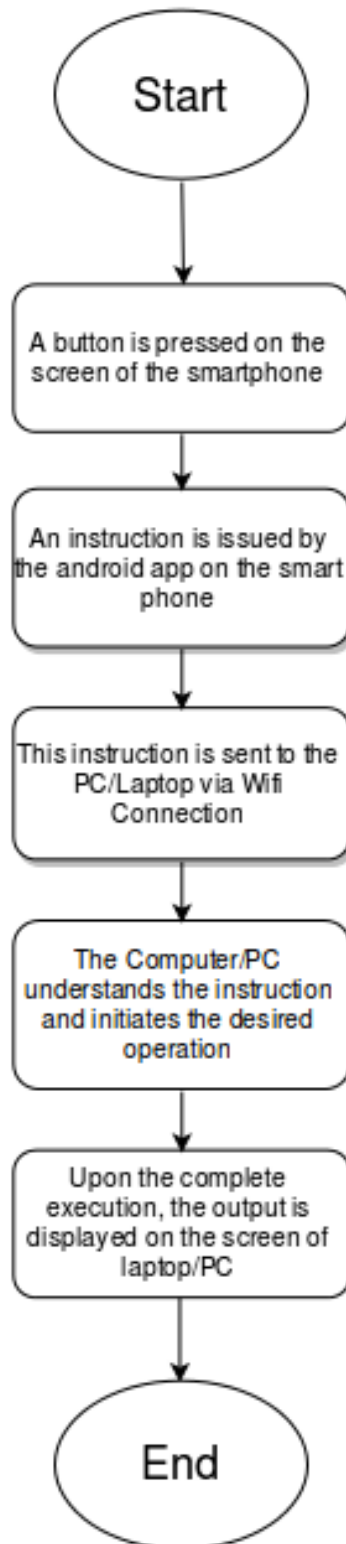 Start
A button is pressed on the
screen of the smartphone
An instruction is issued by
the android app on the smart
phone
This instruction is sent to the
PC/Laptop via Wifi
Connection
The Computer/PC
understands the instruction
and initiates the desired
operation
Upon the complete
execution, the output is
displayed on the screen of
laptop/PC
End